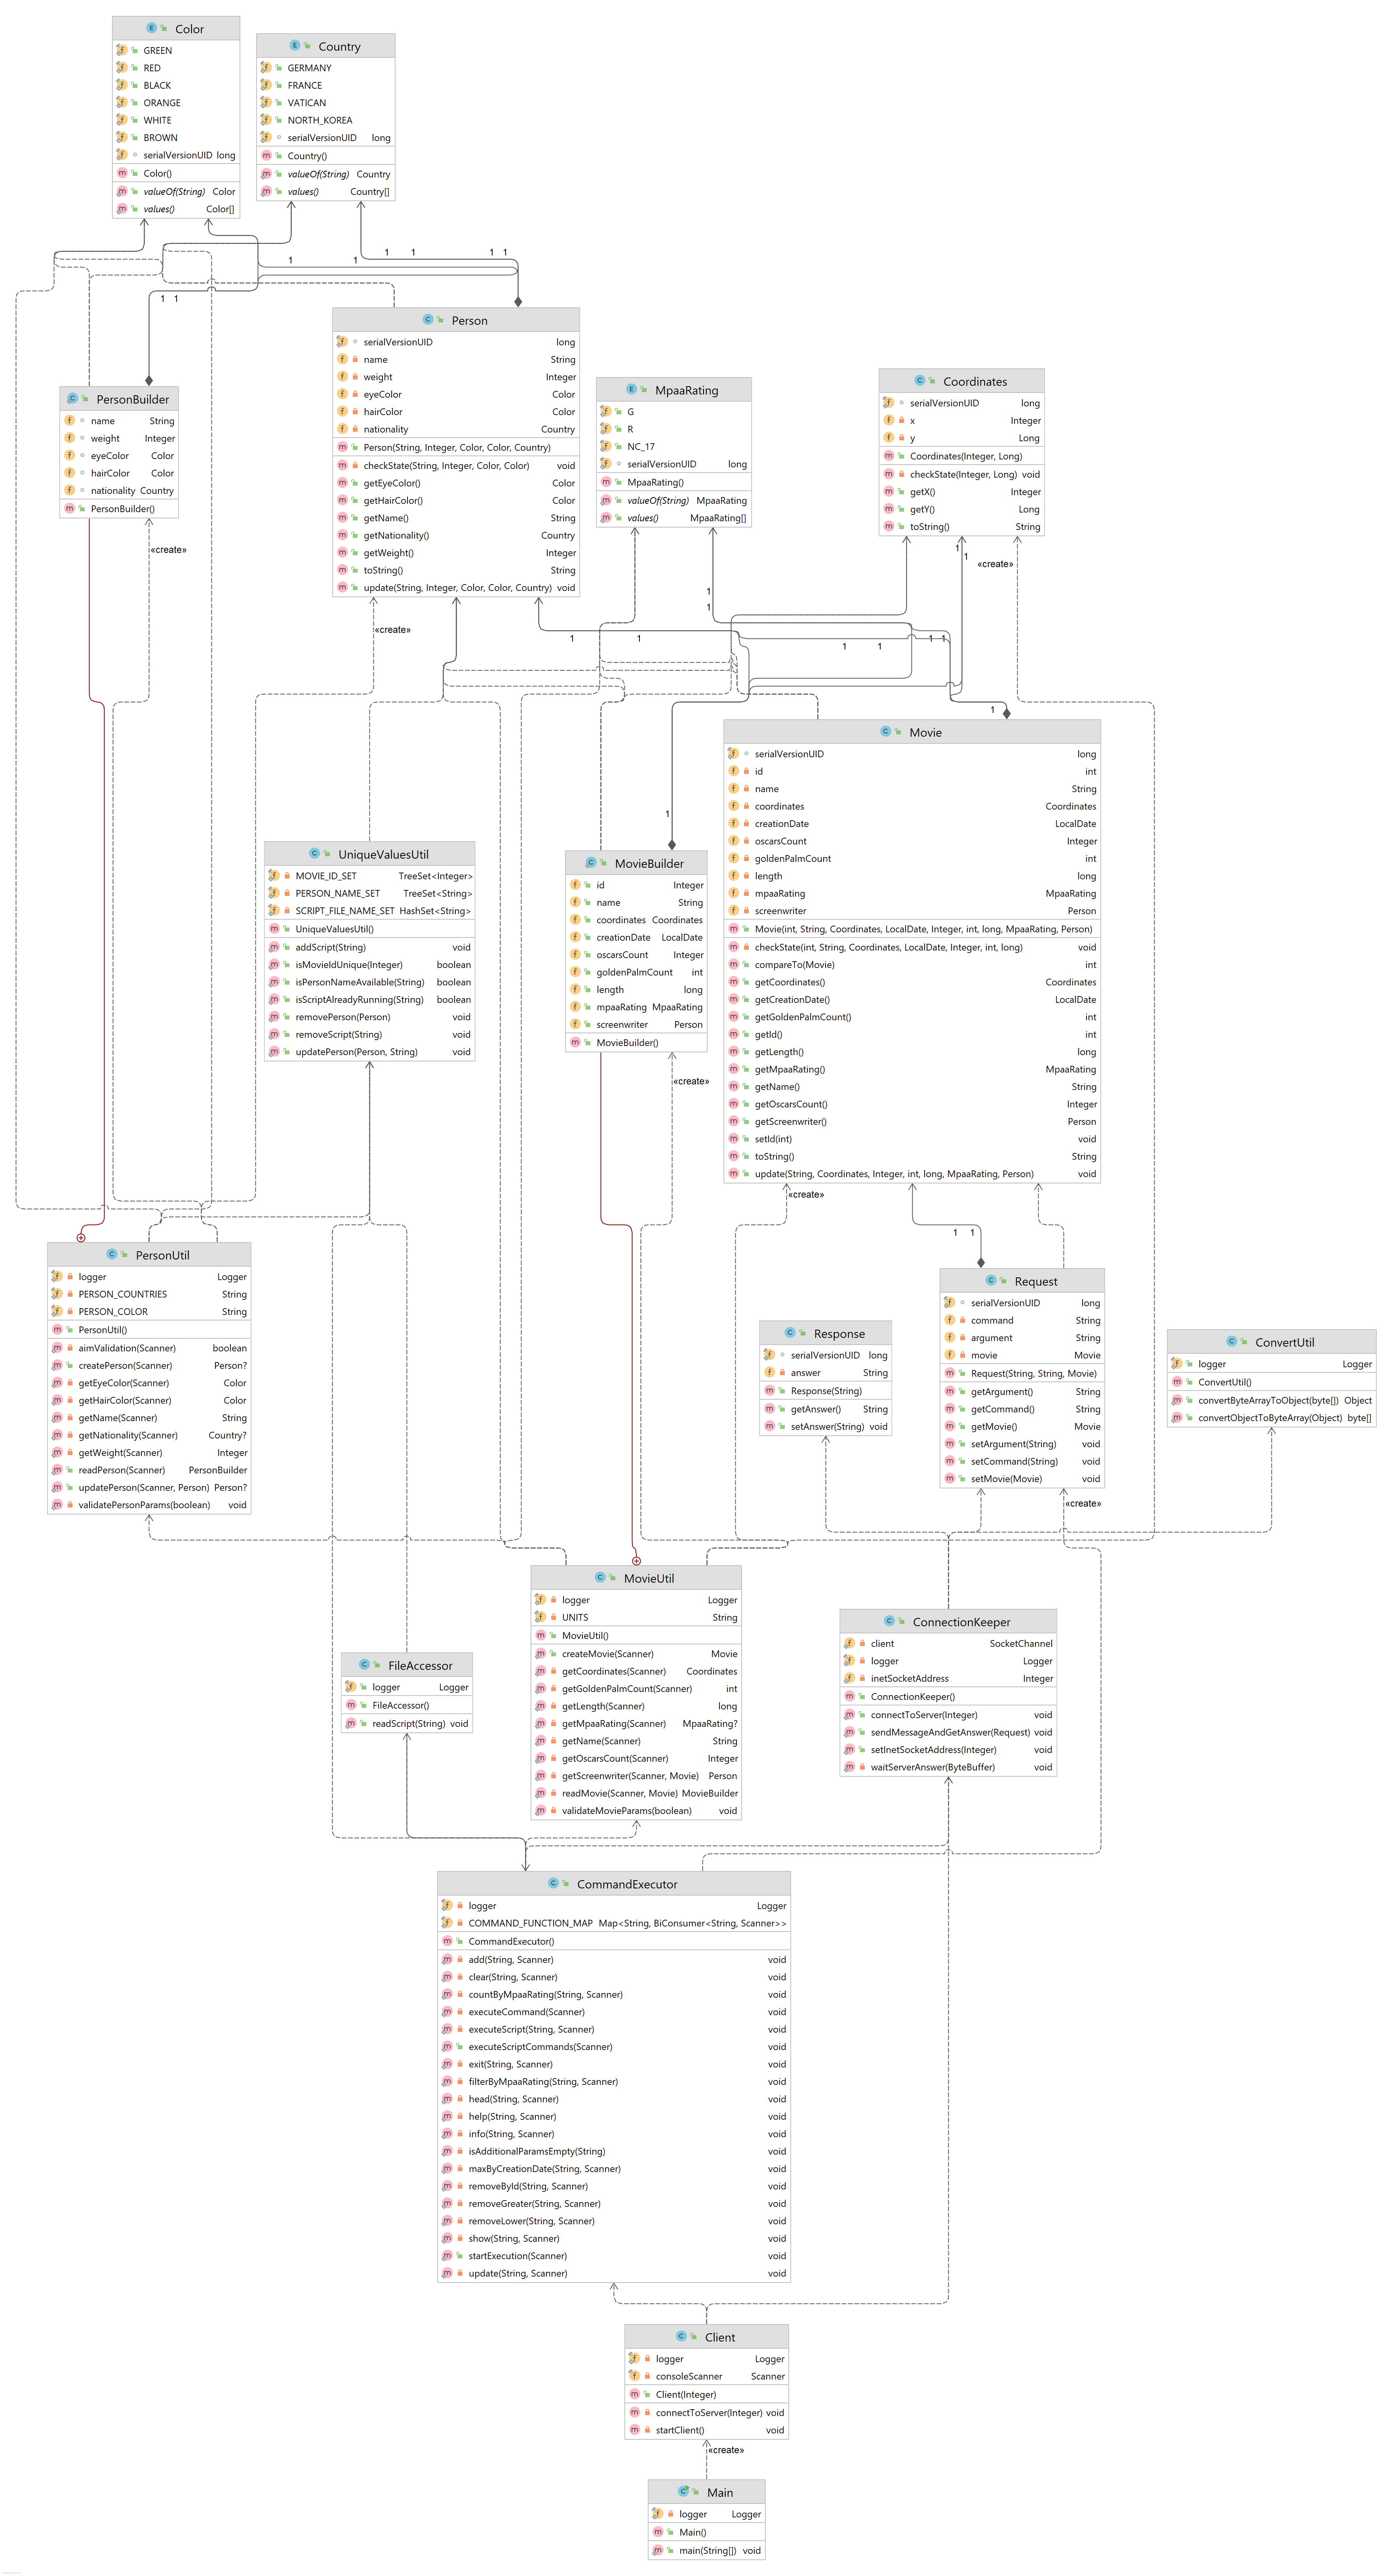 Color
GREEN
RED
BLACK
ORANGE
WHITE
BROWN
serialVersionUID long
Color()
valueOf(String) Color
values() Color[]
Country
GERMANY
FRANCE
VATICAN
NORTH_KOREA
serialVersionUID long
Country()
valueOf(String) Country
values() Country[]
1 1 1 1
1 1
1 1
Person
serialVersionUID long
name String
weight Integer
eyeColor Color
hairColor Color
nationality Country
Person(String, Integer, Color, Color, Country)
checkState(String, Integer, Color, Color) void
getEyeColor() Color
getHairColor() Color
getName() String
getNationality() Country
getWeight() Integer
toString() String
update(String, Integer, Color, Color, Country) void
PersonBuilder
name String
weight Integer
eyeColor Color
hairColor Color
nationality Country
PersonBuilder()
«create»
MpaaRating
G
R
NC_17
serialVersionUID long
MpaaRating()
valueOf(String) MpaaRating
values() MpaaRating[]
Coordinates
serialVersionUID long
x Integer
y Long
Coordinates(Integer, Long)
checkState(Integer, Long) void
getX() Integer
getY() Long
toString() String
1
1
«create»
1
1
«create»
1 1 1 1
1 1
1
Movie
serialVersionUID long
id int
name String
coordinates Coordinates
creationDate LocalDate
oscarsCount Integer
goldenPalmCount int
length long
mpaaRating MpaaRating
screenwriter Person
Movie(int, String, Coordinates, LocalDate, Integer, int, long, MpaaRating, Person)
checkState(int, String, Coordinates, LocalDate, Integer, int, long) void
compareTo(Movie) int
getCoordinates() Coordinates
getCreationDate() LocalDate
getGoldenPalmCount() int
getId() int
getLength() long
getMpaaRating() MpaaRating
getName() String
getOscarsCount() Integer
getScreenwriter() Person
setId(int) void
toString() String
update(String, Coordinates, Integer, int, long, MpaaRating, Person) void
1
UniqueValuesUtil
MOVIE_ID_SET TreeSet<Integer>
PERSON_NAME_SET TreeSet<String>
SCRIPT_FILE_NAME_SET HashSet<String>
UniqueValuesUtil()
addScript(String) void
isMovieIdUnique(Integer) boolean
isPersonNameAvailable(String) boolean
isScriptAlreadyRunning(String) boolean
removePerson(Person) void
removeScript(String) void
updatePerson(Person, String) void
MovieBuilder
id Integer
name String
coordinates Coordinates
creationDate LocalDate
oscarsCount Integer
goldenPalmCount int
length long
mpaaRating MpaaRating
screenwriter Person
MovieBuilder()
«create»
«create»
1 1
PersonUtil
logger Logger
PERSON_COUNTRIES String
PERSON_COLOR String
PersonUtil()
aimValidation(Scanner) boolean
createPerson(Scanner) Person?
getEyeColor(Scanner) Color
getHairColor(Scanner) Color
getName(Scanner) String
getNationality(Scanner) Country?
getWeight(Scanner) Integer
readPerson(Scanner) PersonBuilder
updatePerson(Scanner, Person) Person?
validatePersonParams(boolean) void
Response
serialVersionUID long
answer String
Response(String)
getAnswer() String
setAnswer(String) void
Request
serialVersionUID long
command String
argument String
movie Movie
Request(String, String, Movie)
getArgument() String
getCommand() String
getMovie() Movie
setArgument(String) void
setCommand(String) void
setMovie(Movie) void
ConvertUtil
logger Logger
ConvertUtil()
convertByteArrayToObject(byte[]) Object
convertObjectToByteArray(Object) byte[]
«create»
MovieUtil
logger Logger
UNITS String
MovieUtil()
createMovie(Scanner) Movie
getCoordinates(Scanner) Coordinates
getGoldenPalmCount(Scanner) int
getLength(Scanner) long
getMpaaRating(Scanner) MpaaRating?
getName(Scanner) String
getOscarsCount(Scanner) Integer
getScreenwriter(Scanner, Movie) Person
readMovie(Scanner, Movie) MovieBuilder
validateMovieParams(boolean) void
ConnectionKeeper
client SocketChannel
logger Logger
inetSocketAddress Integer
ConnectionKeeper()
connectToServer(Integer) void
sendMessageAndGetAnswer(Request) void
setInetSocketAddress(Integer) void
waitServerAnswer(ByteBuffer) void
FileAccessor
logger Logger
FileAccessor()
readScript(String) void
CommandExecutor
logger Logger
COMMAND_FUNCTION_MAP Map<String, BiConsumer<String, Scanner>>
CommandExecutor()
add(String, Scanner) void
clear(String, Scanner) void
countByMpaaRating(String, Scanner) void
executeCommand(Scanner) void
executeScript(String, Scanner) void
executeScriptCommands(Scanner) void
exit(String, Scanner) void
filterByMpaaRating(String, Scanner) void
head(String, Scanner) void
help(String, Scanner) void
info(String, Scanner) void
isAdditionalParamsEmpty(String) void
maxByCreationDate(String, Scanner) void
removeById(String, Scanner) void
removeGreater(String, Scanner) void
removeLower(String, Scanner) void
show(String, Scanner) void
startExecution(Scanner) void
update(String, Scanner) void
Client
logger Logger
consoleScanner Scanner
Client(Integer)
connectToServer(Integer) void
startClient() void
«create»
Main
logger Logger
Main()
main(String[]) void